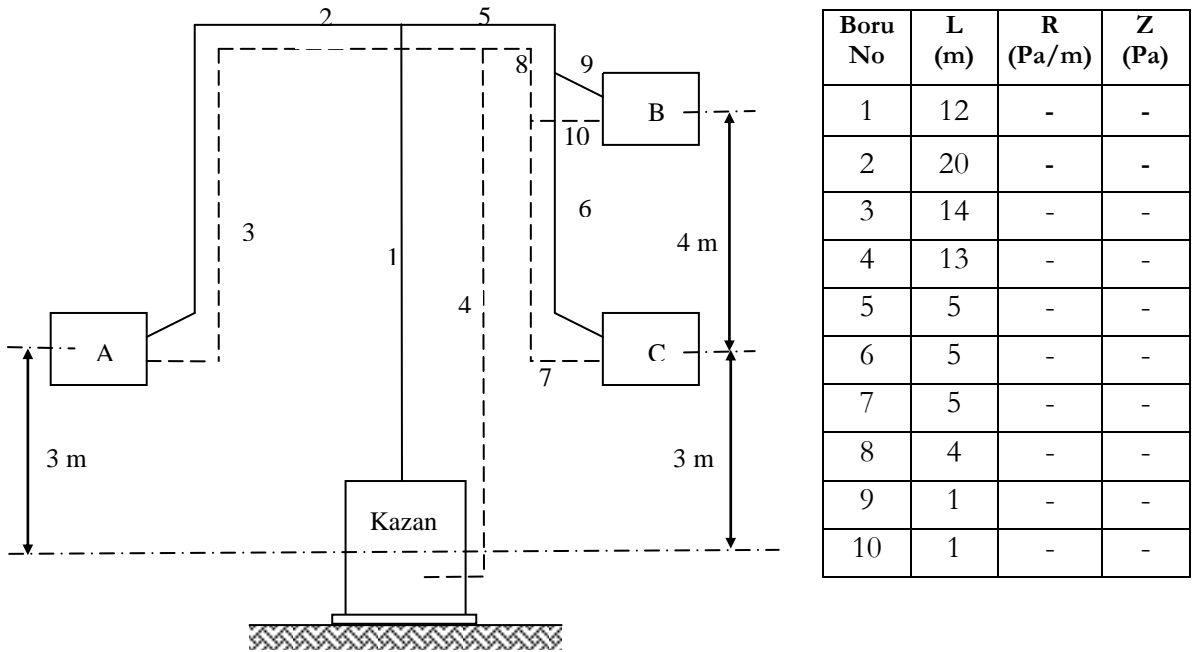 2 5
8 9
B
10
6
3
1
4 m
4
A
C
7
3 m
3 m
Kazan
Boru No L (m) R (Pa/m) Z (Pa)
1 12 - -
2 20 - -
3 14 - -
4 13 - -
5 5 - -
6 5 - -
7 5 - -
8 4 - -
9 1 - -
10 1 - -